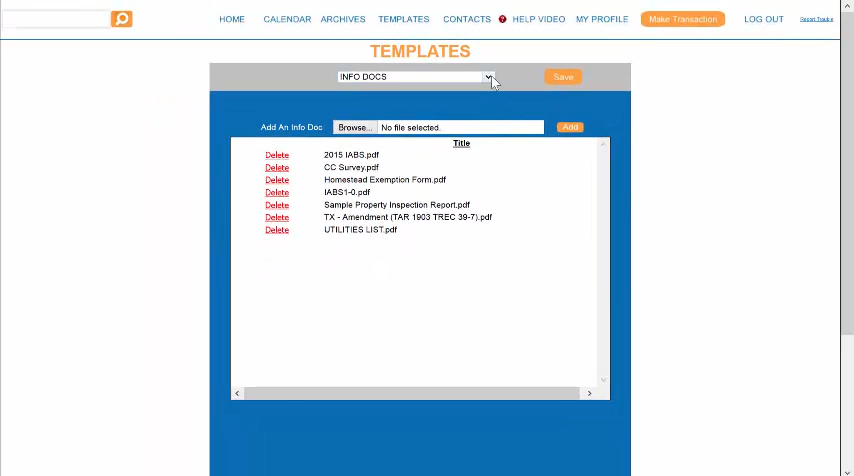 HOME CALENDAR ARCHIVES TEMPLATES CONTACTS ? HELP VIDEO MY PROFILE Make Transaction LOG OUT Report Trouble
TEMPLATES
INFO DOCS Save
Add An Info Doc Browse... No file selected. Add
Title
Delete 2015 IABS.pdf
Delete CC Survey.pdf
Delete Homestead Exemption Form.pdf
Delete IABS1-0.pdf
Delete Sample Property Inspection Report.pdf
Delete TX - Amendment (TAR 1903 TREC 39-7).pdf
Delete UTILITIES LIST.pdf